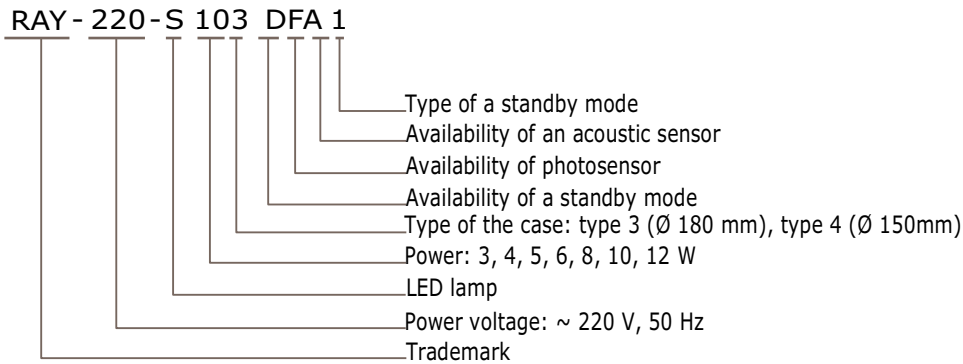 RAY - 220 - S 103 DFA 1
Type of a standby mode
Availability of an acoustic sensor
Availability of photosensor
Availability of a standby mode
Type of the case: type 3 (Ø 180 mm), type 4 (Ø 150mm)
Power: 3, 4, 5, 6, 8, 10, 12 W
LED lamp
Power voltage: ~ 220 V, 50 Hz
Trademark